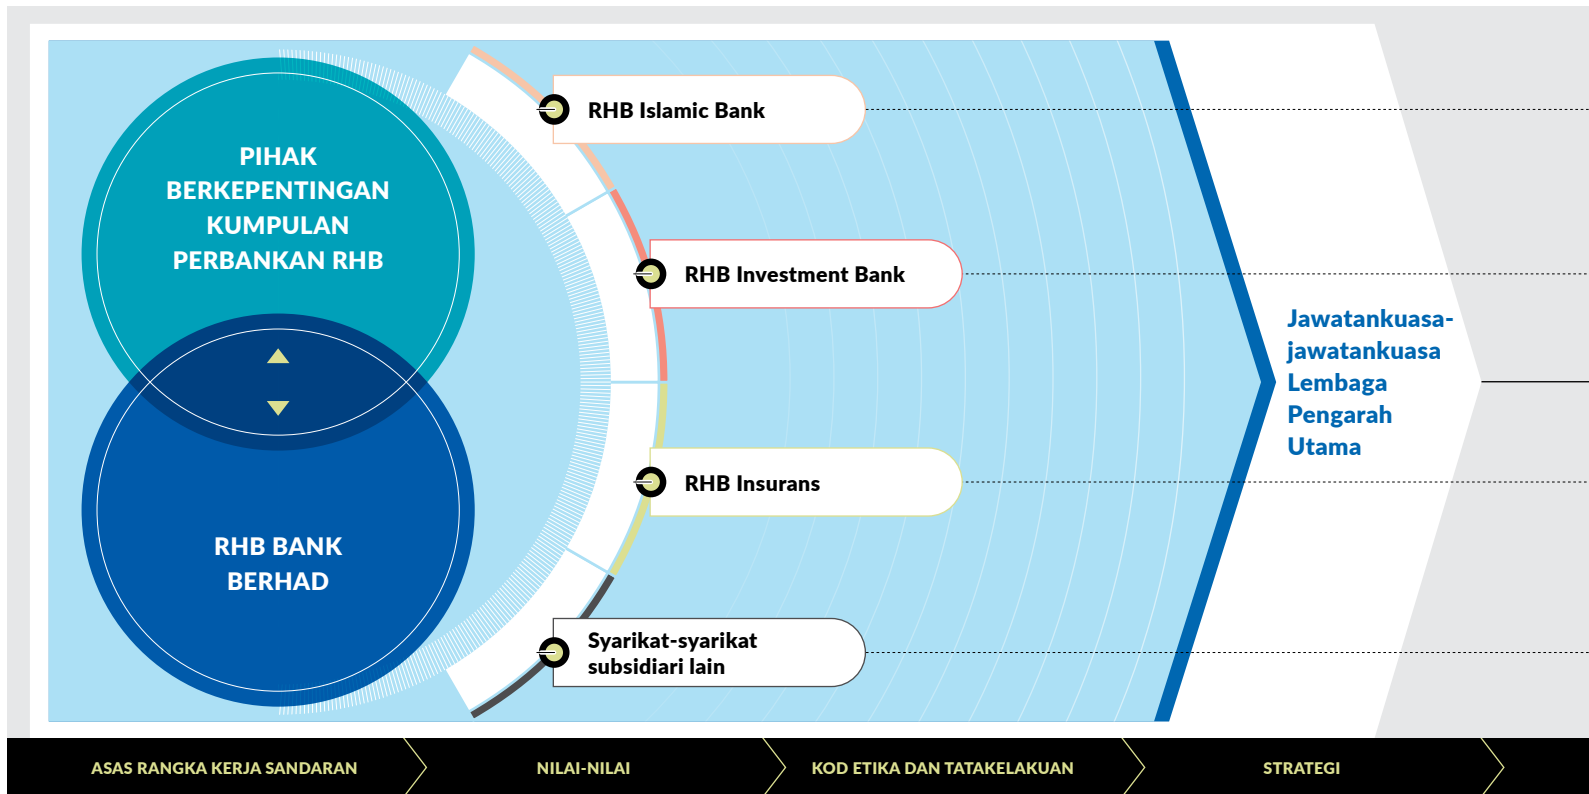 PIHAK
BERKEPENTINGAN
KUMPULAN
PERBANKAN RHB
RHB BANK
BERHAD
RHB Islamic Bank
RHB Investment Bank
RHB Insurans
Syarikat-syarikat
subsidiari lain
Jawatankuasa-
jawatankuasa
Lembaga
Pengarah
Utama
ASAS RANGKA KERJA SANDARAN
NILAI-NILAI
KOD ETIKA DAN TATAKELAKUAN
STRATEGI